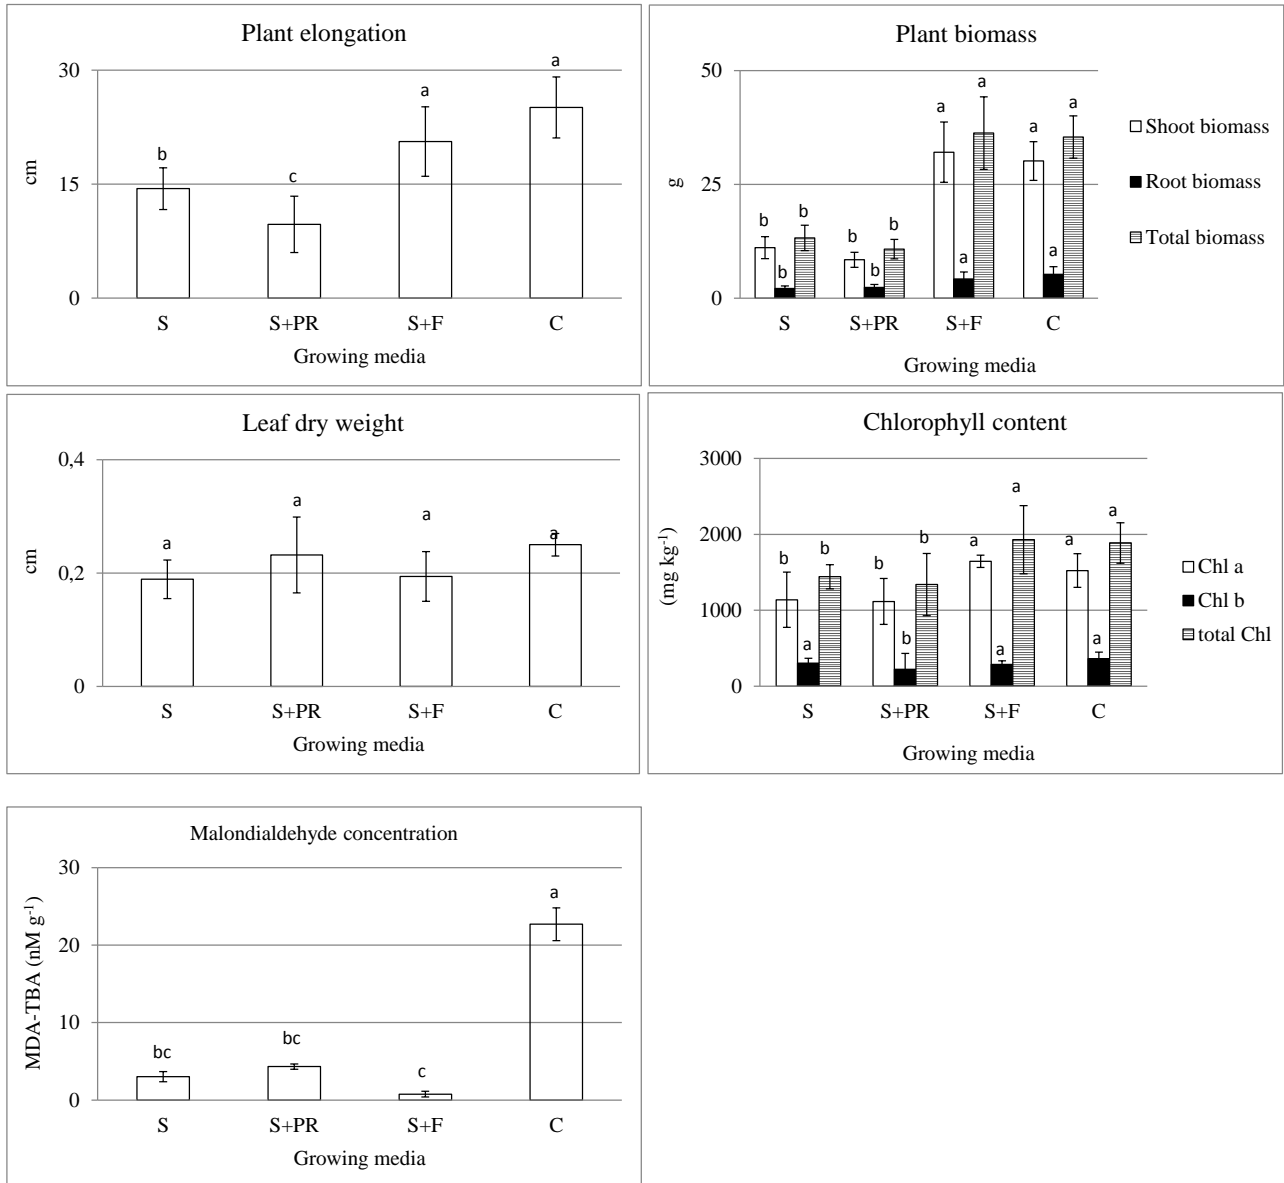 Plant elongation
30
15
0
cm
b
c
a
a
S S+PR S+F C
Growing media
Plant biomass
50
25
0
g
b b b
b b b
a a a
a a a
S S+PR S+F C
Growing media
Shoot biomass
Root biomass
Total biomass
Leaf dry weight
0,4
0,2
0
cm
a
a
a
a
S S+PR S+F C
Growing media
Chlorophyll content
3000
2000
1000
0
(mg kg-1)
b a b
b b b
a a a
a a a
S S+PR S+F C
Growing media
Chl a
Chl b
total Chl
Malondialdehyde concentration
30
20
10
0
MDA-TBA (nM g-1)
bc
bc
c
a
S S+PR S+F C
Growing media